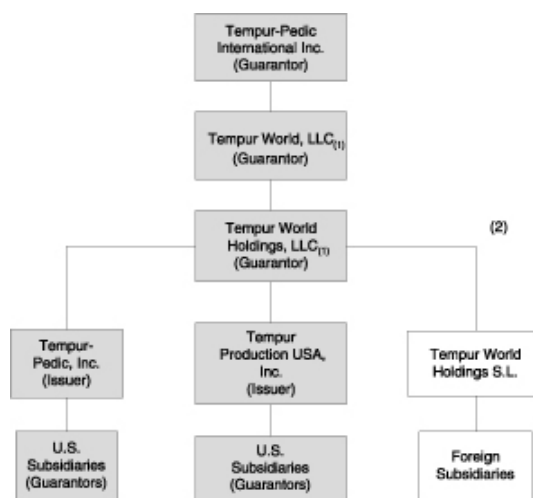 Tempur-Pedic
International Inc.
(Guarantor)
Tempur World, LLC(1)
(Guarantor)
Tempur World
Holdings, LLC(1)
(Guarantor)
(2)
Tempur-
Pedic, Inc.
(Issuer)
Tempur
Production USA,
Inc.
(Issuer)
Tempur World
Holdings S.L.
U.S.
Subsidiaries
(Guarantors)
U.S.
Subsidiaries
(Guarantors)
Foreign
Subsidiaries